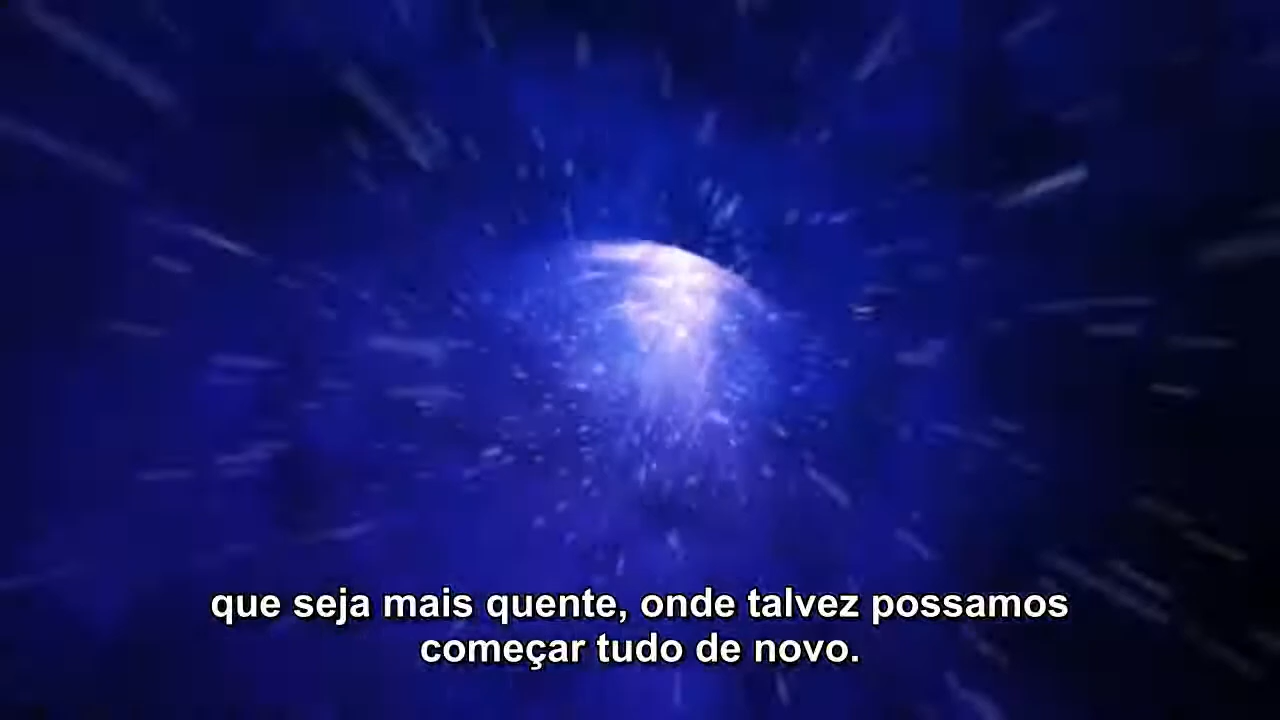 que seja mais quente, onde talvez possamos
começar tudo de novo.